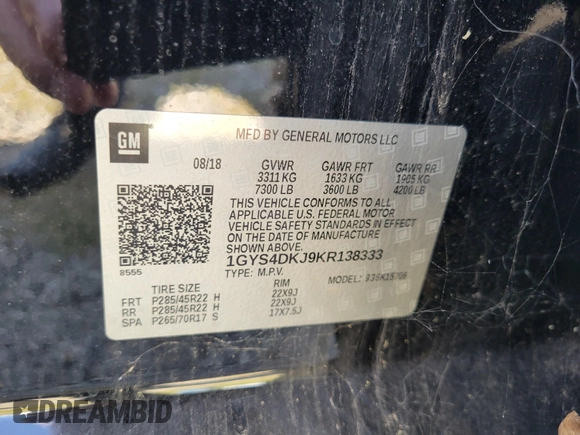 GM
MFD BY GENERAL MOTORS LLC
08/18 GVWR GAWR FRT GAWR RR
3311 KG 1633 KG 1905 KG
7300 LB 3600 LB 4200 LB
THIS VEHICLE CONFORMS TO ALL
APPLICABLE U.S. FEDERAL MOTOR
VEHICLE SAFETY STANDARDS IN EFFECT
ON THE DATE OF MANUFACTURE
SHOWN ABOVE.
8555
1GYS4DKJ9KR138333
TYPE: M.P.V. MODEL:
TIRE SIZE RIM
FRT P285/45R22 H 22X9J
RR P285/45R22 H 22X9J
SPA P265/70R17 S 17X7.5J
DREAMBID